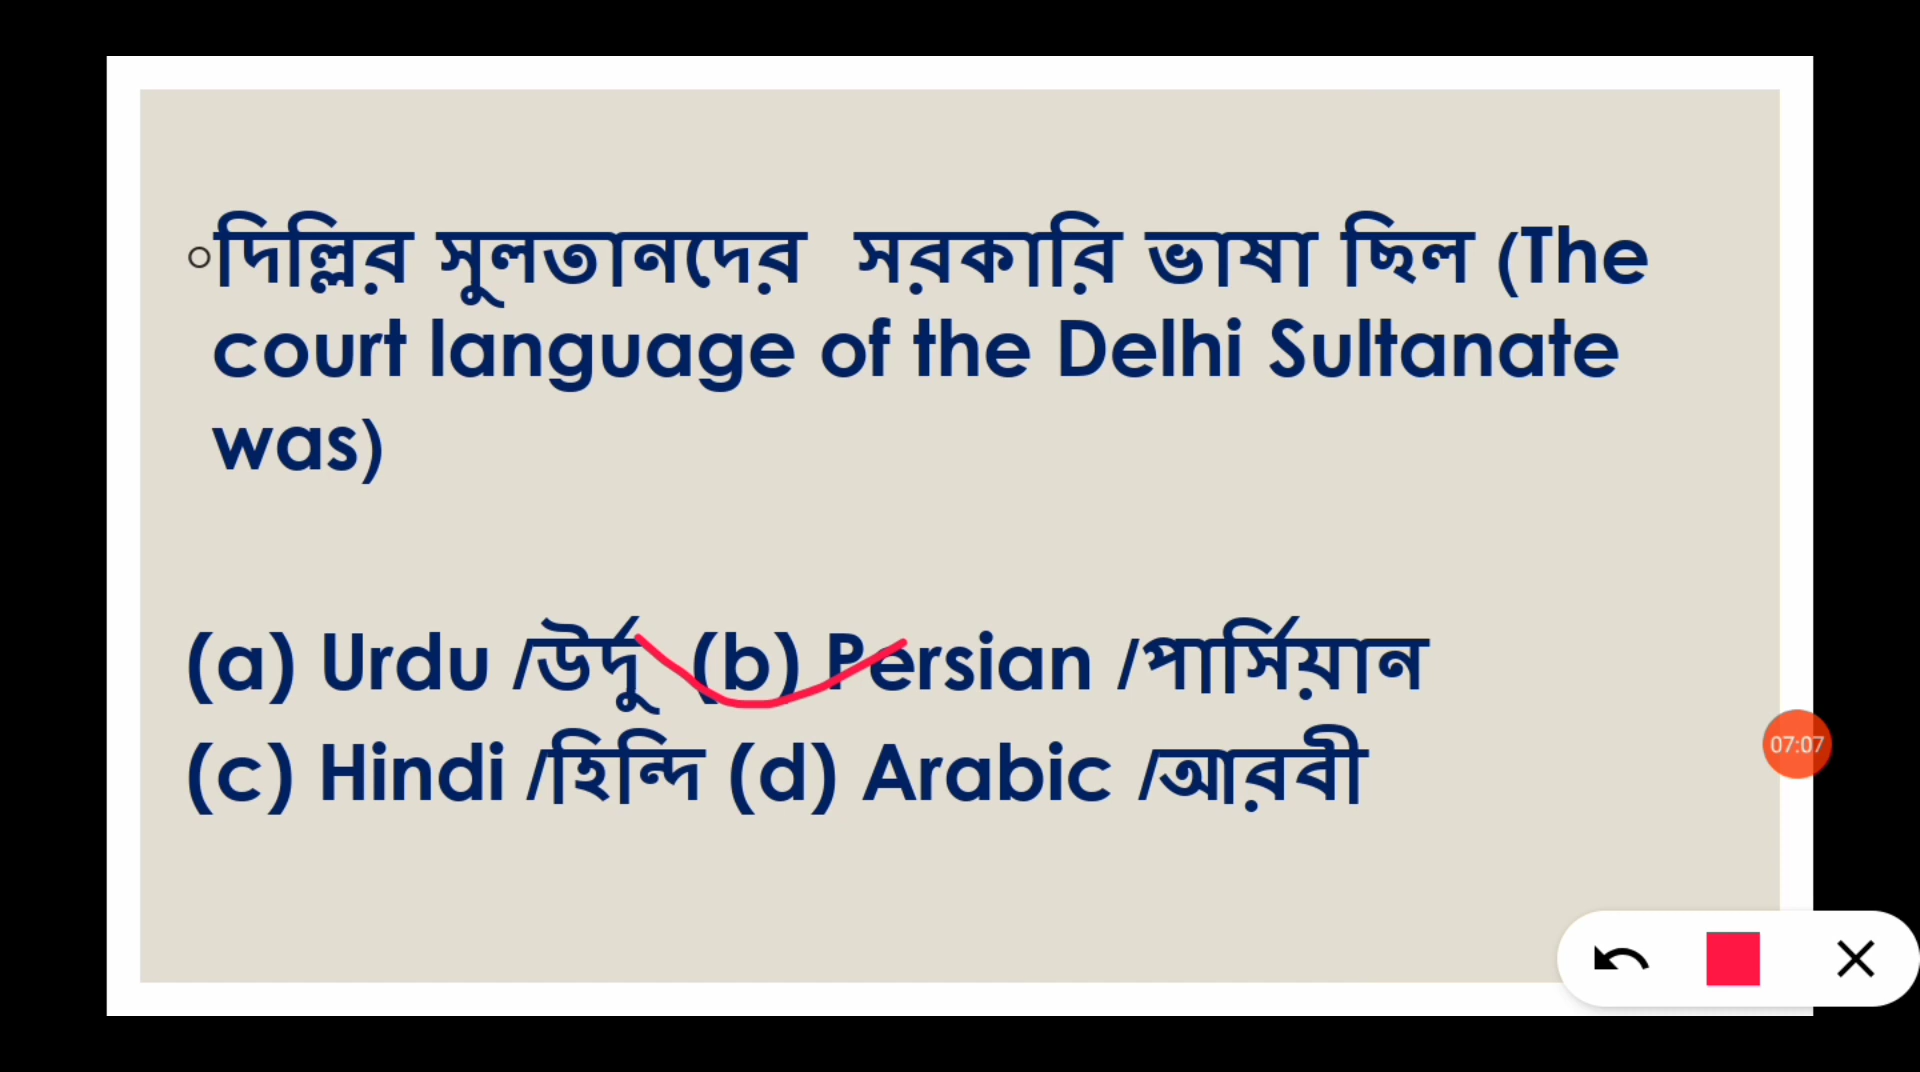 দিল্লির সুলতানদের সরকারি ভাষা ছিল (The
court language of the Delhi Sultanate
was)
(a) Urdu /উর্দু (b) Persian /পার্সিয়ান
(c) Hindi /হিন্দি (d) Arabic /আরবী
07:07